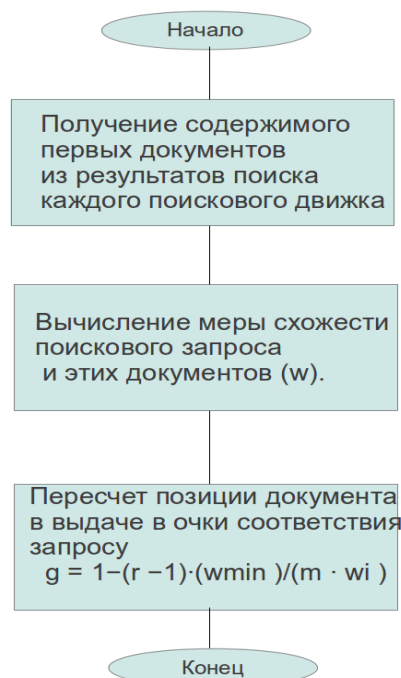 Начало
Получение содержимого
первых документов
из результатов поиска
каждого поискового движка
Вычисление меры схожести
поискового запроса
и этих документов (w).
Пересчет позиции документа
в выдаче в очки соответствия
запросу
g = 1−(r −1)·(wmin )/(m · wi )
Конец